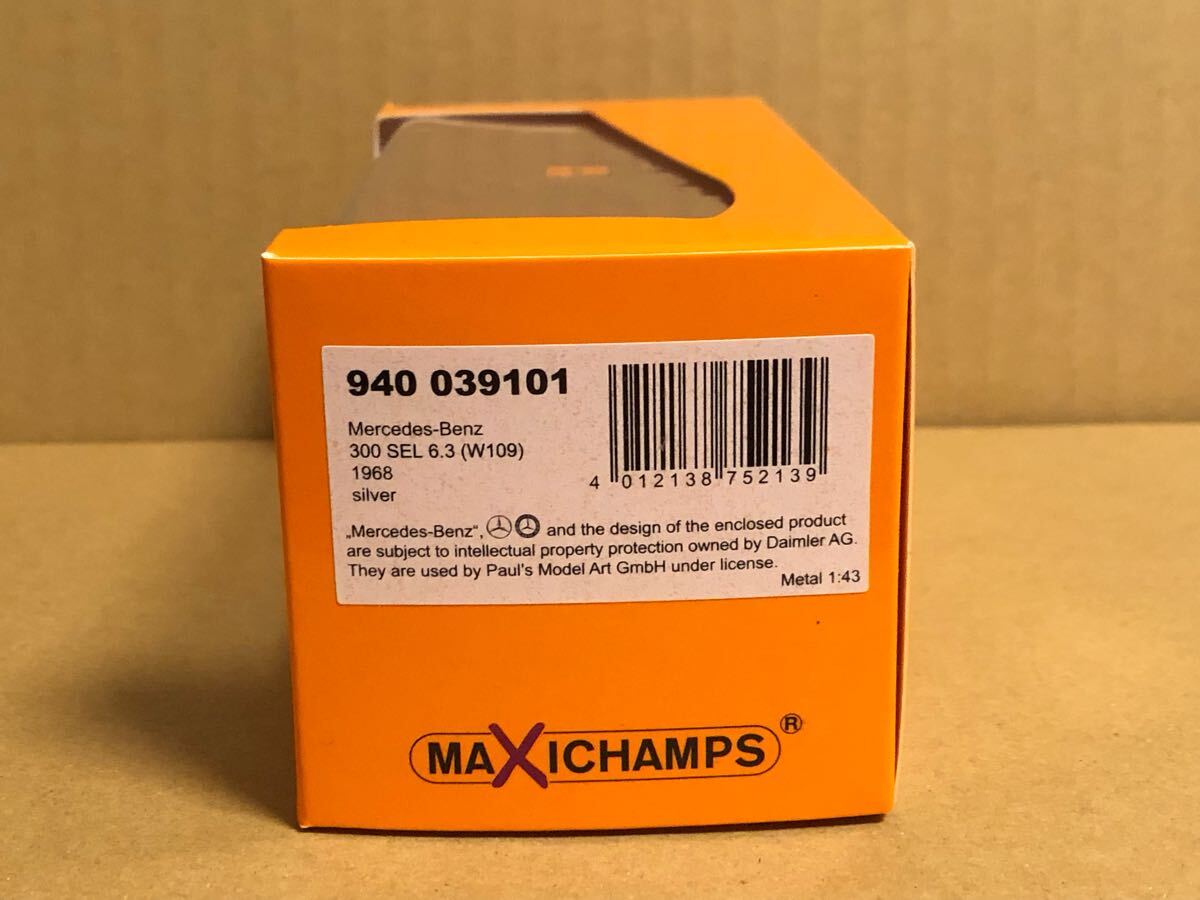 940 039101
Mercedes-Benz
300 SEL 6.3 (W109)
1968
silver
4 012138 752139
„Mercedes-Benz“, and the design of the enclosed product
are subject to intellectual property protection owned by Daimler AG.
They are used by Paul's Model Art GmbH under license.
Metal 1:43
MAXICHAMPS®